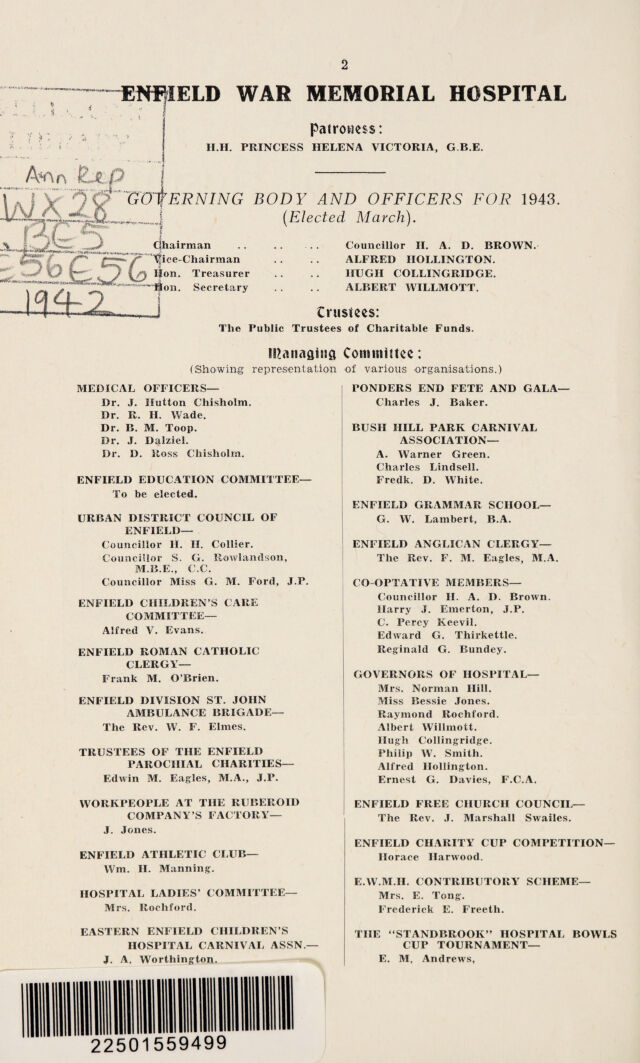 2
ENFIELD WAR MEMORIAL HOSPITAL
Patroness:
H.H. PRINCESS HELENA VICTORIA, G.B.E.
Ann Rep
WX28
BE5
E56E56
1942
GOVERNING BODY AND OFFICERS FOR 1943.
(Elected March).
Chairman .. .. .. Councillor H. A. D. BROWN.
Vice-Chairman .. .. ALFRED HOLLINGTON.
Hon. Treasurer .. .. HUGH COLLINGRIDGE.
Hon. Secretary .. .. ALBERT WILLMOTT.
Trustees:
The Public Trustees of Charitable Funds.
Managing Committee:
(Showing representation of various organisations.)
MEDICAL OFFICERS—
Dr. J. Hutton Chisholm.
Dr. R. H. Wade.
Dr. B. M. Toop.
Dr. J. Dalziel.
Dr. D. Ross Chisholm.
ENFIELD EDUCATION COMMITTEE—
To be elected.
URBAN DISTRICT COUNCIL OF
ENFIELD—
Councillor H. H. Collier.
Councillor S. G. Rowlandson,
M.B.E., C.C.
Councillor Miss G. M. Ford, J.P.
ENFIELD CHILDREN'S CARE
COMMITTEE—
Alfred V. Evans.
ENFIELD ROMAN CATHOLIC
CLERGY—
Frank M. O'Brien.
ENFIELD DIVISION ST. JOHN
AMBULANCE BRIGADE—
The Rev. W. F. Elmes.
TRUSTEES OF THE ENFIELD
PAROCHIAL CHARITIES—
Edwin M. Eagles, M.A., J.P.
WORKPEOPLE AT THE RUBEROID
COMPANY'S FACTORY—
J. Jones.
ENFIELD ATHLETIC CLUB—
Wm. H. Manning.
HOSPITAL LADIES' COMMITTEE—
Mrs. Rochford.
EASTERN ENFIELD CHILDREN'S
HOSPITAL CARNIVAL ASSN.—
J. A. Worthington.
PONDERS END FETE AND GALA—
Charles J. Baker.
BUSH HILL PARK CARNIVAL
ASSOCIATION—
A. Warner Green.
Charles Lindsell.
Fredk. D. White.
ENFIELD GRAMMAR SCHOOL—
G. W. Lambert, B.A.
ENFIELD ANGLICAN CLERGY—
The Rev. F. M. Eagles, M.A.
CO-OPTATIVE MEMBERS—
Councillor H. A. D. Brown.
Harry J. Emerton, J.P.
C. Percy Keevil.
Edward G. Thirkettle.
Reginald G. Bundey.
GOVERNORS OF HOSPITAL—
Mrs. Norman Hill.
Miss Bessie Jones.
Raymond Rochford.
Albert Willmott.
Hugh Collingridge.
Philip W. Smith.
Alfred Hollington.
Ernest G. Davies, F.C.A.
ENFIELD FREE CHURCH COUNCIL—
The Rev. J. Marshall Swailes.
ENFIELD CHARITY CUP COMPETITION—
Horace Harwood.
E.W.M.H. CONTRIBUTORY SCHEME—
Mrs. E. Tong.
Frederick E. Freeth.
THE "STANDBROOK" HOSPITAL BOWLS
CUP TOURNAMENT—
E. M. Andrews,
22501559499